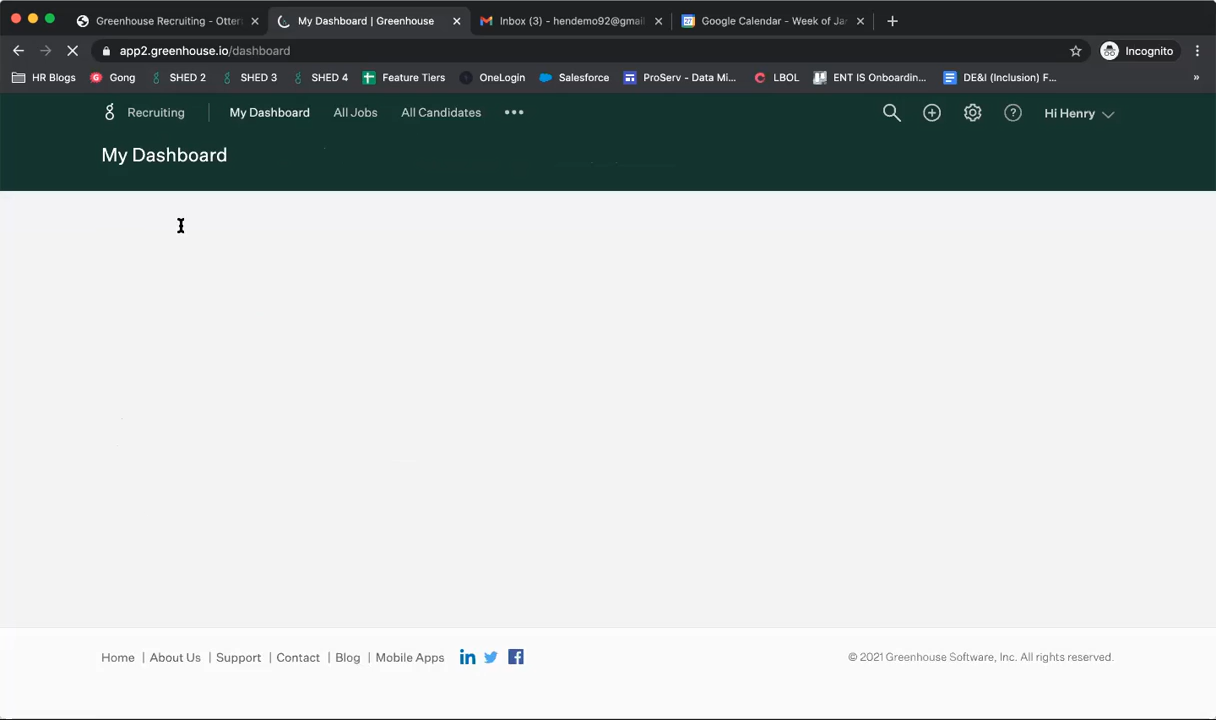 Greenhouse Recruiting - Otter
My Dashboard | Greenhouse
Inbox (3) - hendemo92@gmail
Google Calendar - Week of Jan
app2.greenhouse.io/dashboard
Incognito
HR Blogs
Gong
SHED 2
SHED 3
SHED 4
Feature Tiers
OneLogin
Salesforce
ProServ - Data Mi...
LBOL
ENT IS Onboardin...
DE&I (Inclusion) F...
»
Recruiting
My Dashboard
All Jobs
All Candidates
Hi Henry
My Dashboard
Home | About Us | Support | Contact | Blog | Mobile Apps
© 2021 Greenhouse Software, Inc. All rights reserved.